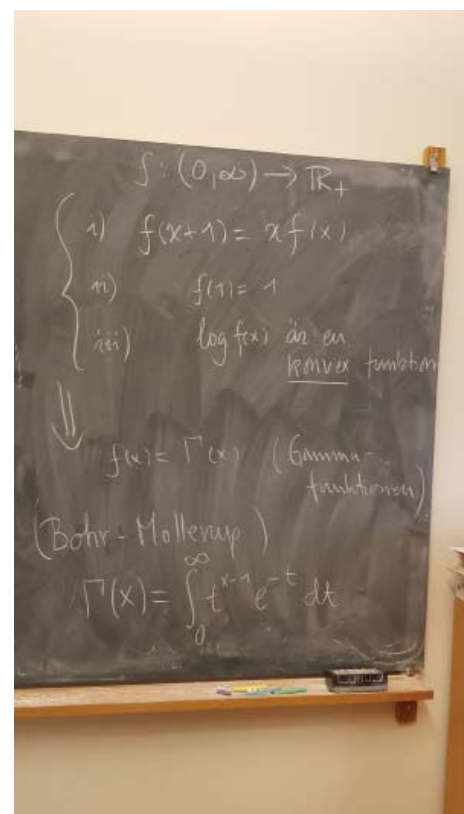 f : (0,∞) → ℝ₊
i) f(x+1) = x f(x)
ii) f(1) = 1
iii) log f(x) är en
konvex funktion
⇓
f(x) = Γ(x) (Gamma-
funktionen)
(Bohr-Mollerup)
Γ(x) = ∫₀^∞ t^(x-1) e^(-t) dt